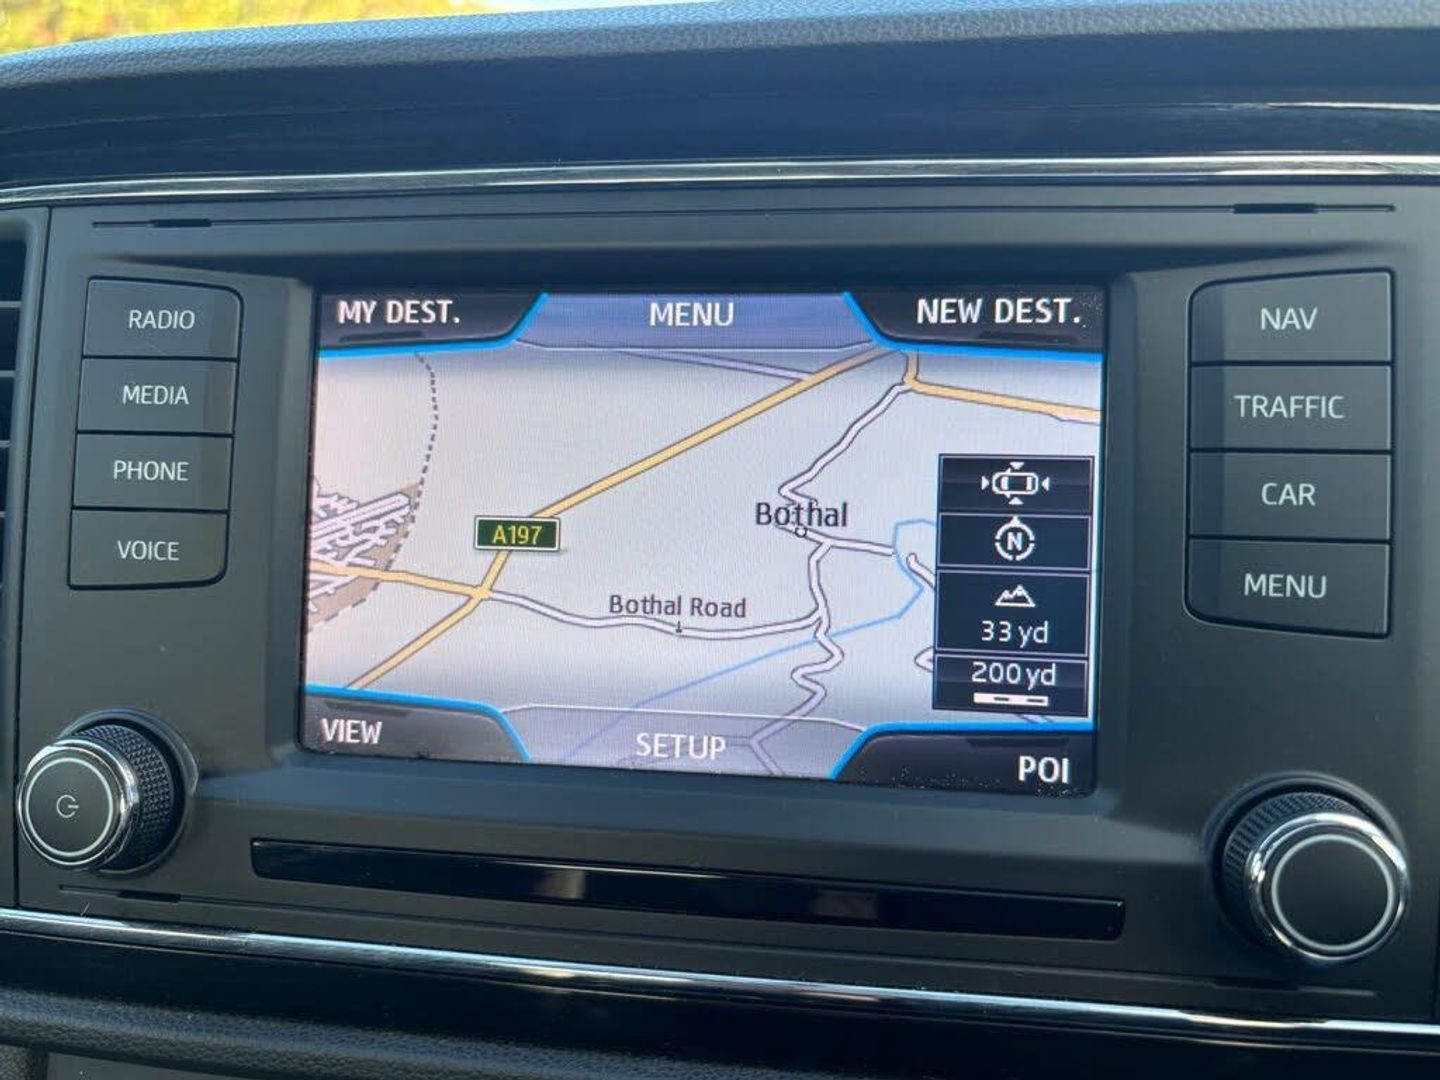 MY DEST.
MENU
NEW DEST.
RADIO
MEDIA
PHONE
VOICE
NAV
TRAFFIC
CAR
MENU
A197
Bothal
Bothal Road
N
33 yd
200 yd
VIEW
SETUP
POI